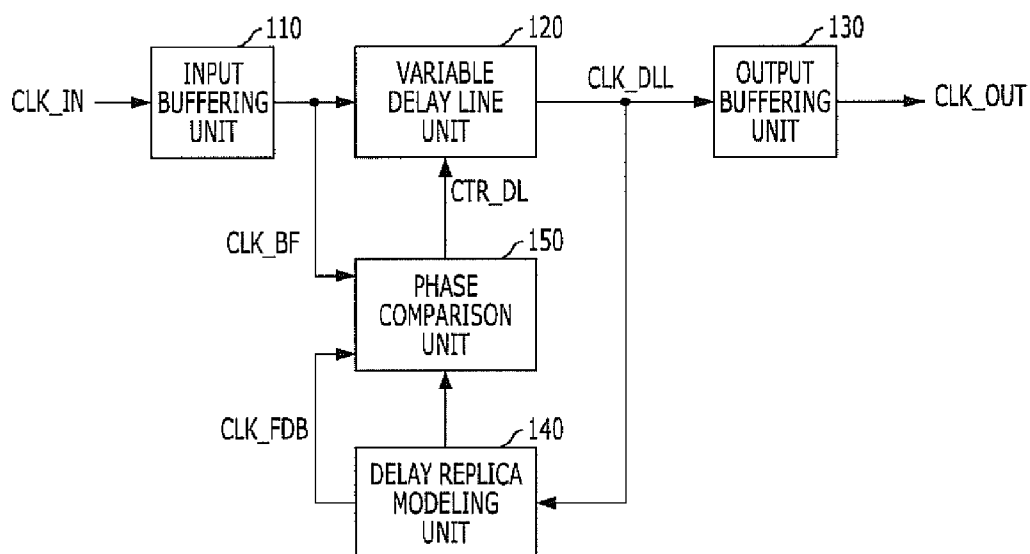 110
120
130
CLK_IN
INPUT
BUFFERING
UNIT
VARIABLE
DELAY LINE
UNIT
CLK_DLL
OUTPUT
BUFFERING
UNIT
CLK_OUT
CTR_DL
CLK_BF
150
PHASE
COMPARISON
UNIT
CLK_FDB
140
DELAY REPLICA
MODELING
UNIT